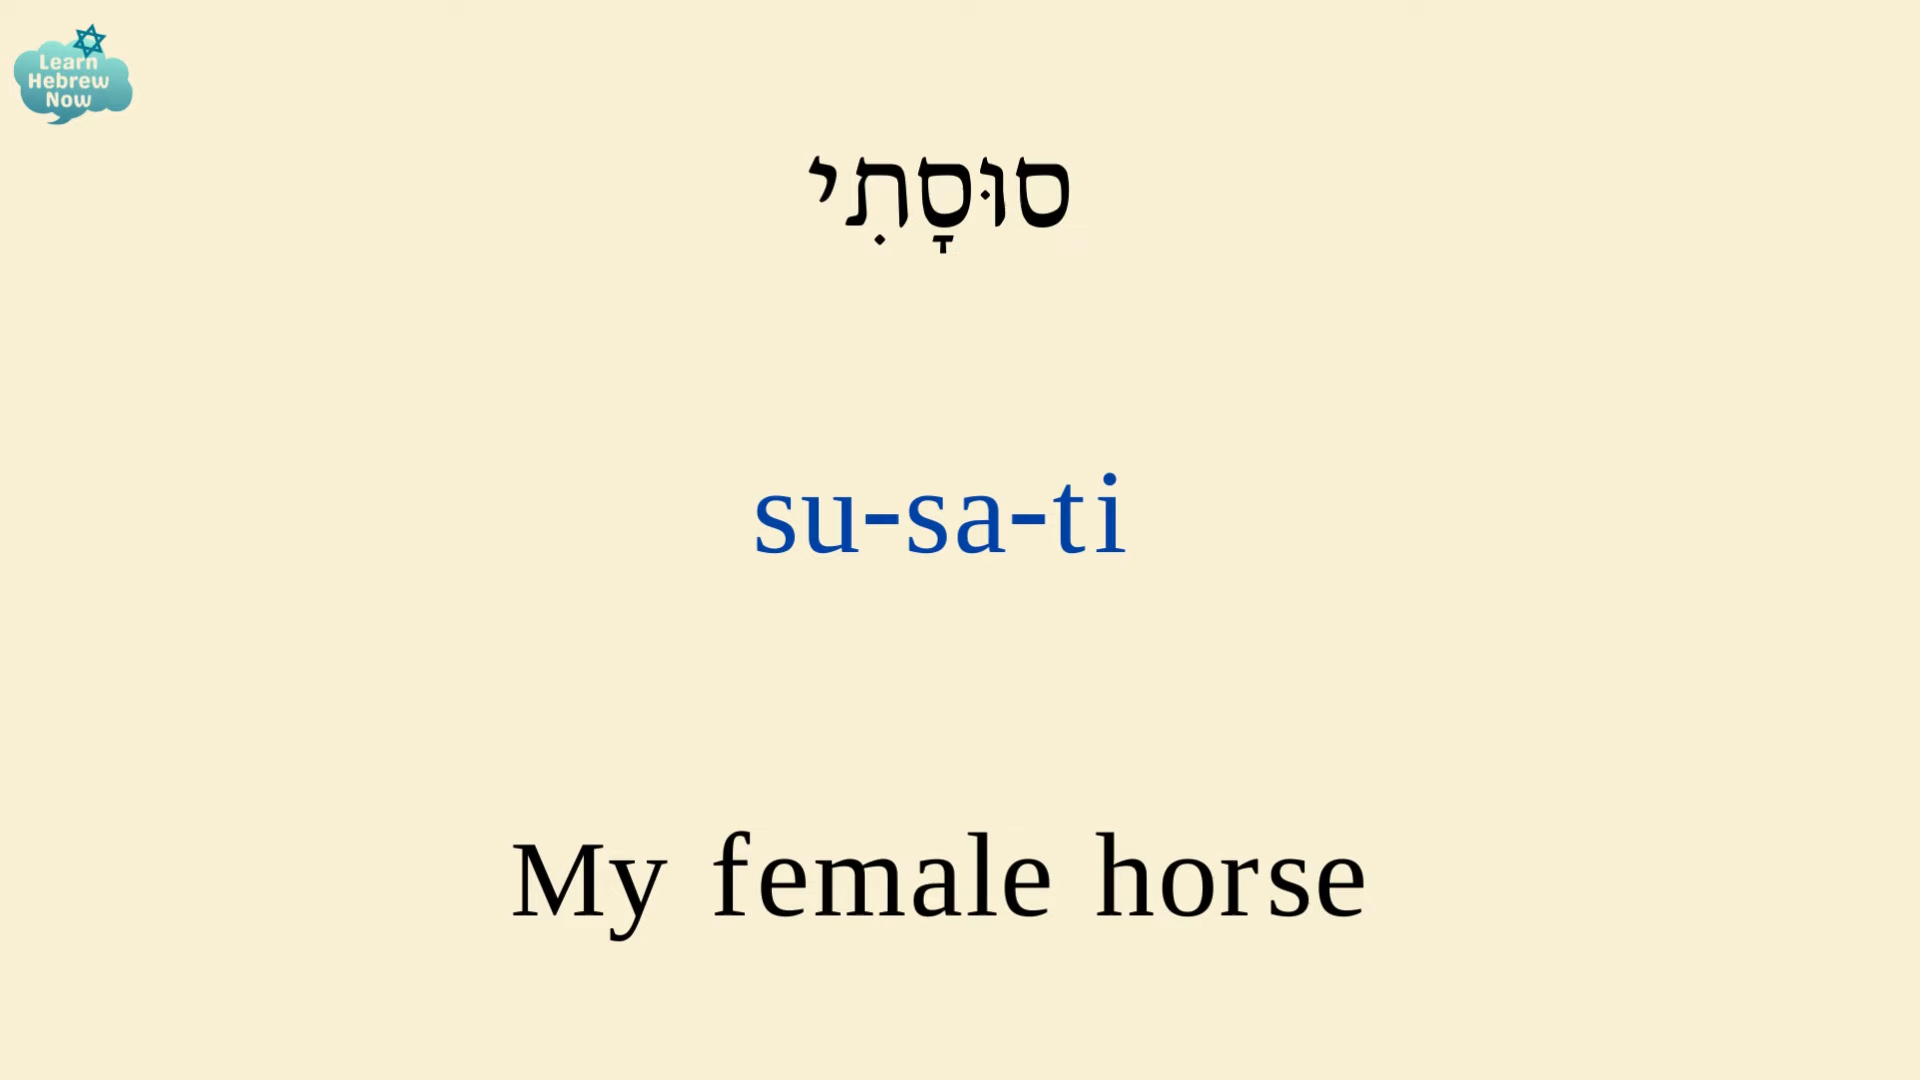 Learn
Hebrew
Now
סוּסָתִי
su-sa-ti
My female horse